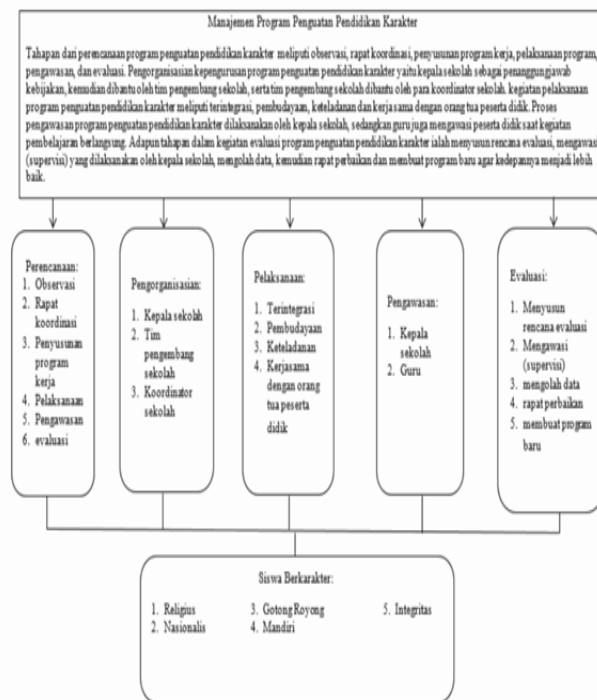 Manajemen Program Penguatan Pendidikan Karakter
Tahapan dari perencanaan program penguatan pendidikan karakter meliputi observasi, rapat koordinasi, penyusunan program kerja, pelaksanaan program,
pengawasan, dan evaluasi. Pengorganisasian kepengurusan program penguatan pendidikan karakter yaitu kepala sekolah sebagai penanggung jawab
kebijakan, kemudian dibantu oleh tim pengembang sekolah, serta tim pengembang sekolah dibantu oleh para koordinator sekolah. kegiatan pelaksanaan
program penguatan pendidikan karakter meliputi terintegrasi, pembudayaan, keteladanan dan kerjasama dengan orang tua peserta didik. Proses
pengawasan program penguatan pendidikan karakter dilaksanakan oleh kepala sekolah, sedangkan guru juga mengawasi peserta didik saat kegiatan
pembelajaran berlangsung. Adapun tahapan dalam kegiatan evaluasi program penguatan pendidikan karakter ialah menyusun rencana evaluasi, mengawasi
(supervisi) yang dilaksanakan oleh kepala sekolah, mengolah data, kemudian rapat perbaikan dan membuat program baru agar kedepannya menjadi lebih
baik.
Perencanaan:
1. Observasi
2. Rapat
koordinasi
3. Penyusunan
program
kerja
4. Pelaksanaan
5. Pengawasan
6. evaluasi
Pengorganisasian:
1. Kepala sekolah
2. Tim
pengembang
sekolah
3. Koordinator
sekolah
Pelaksanaan:
1. Terintegrasi
2. Pembudayaan
3. Keteladanan
4. Kerjasama
dengan orang
tua peserta
didik
Pengawasan:
1. Kepala
sekolah
2. Guru
Evaluasi:
1. Menyusun
rencana evaluasi
2. Mengawasi
(supervisi)
3. mengolah data
4. rapat perbaikan
5. membuat program
baru
Siswa Berkarakter:
1. Religius
2. Nasionalis
3. Gotong Royong
4. Mandiri
5. Integritas